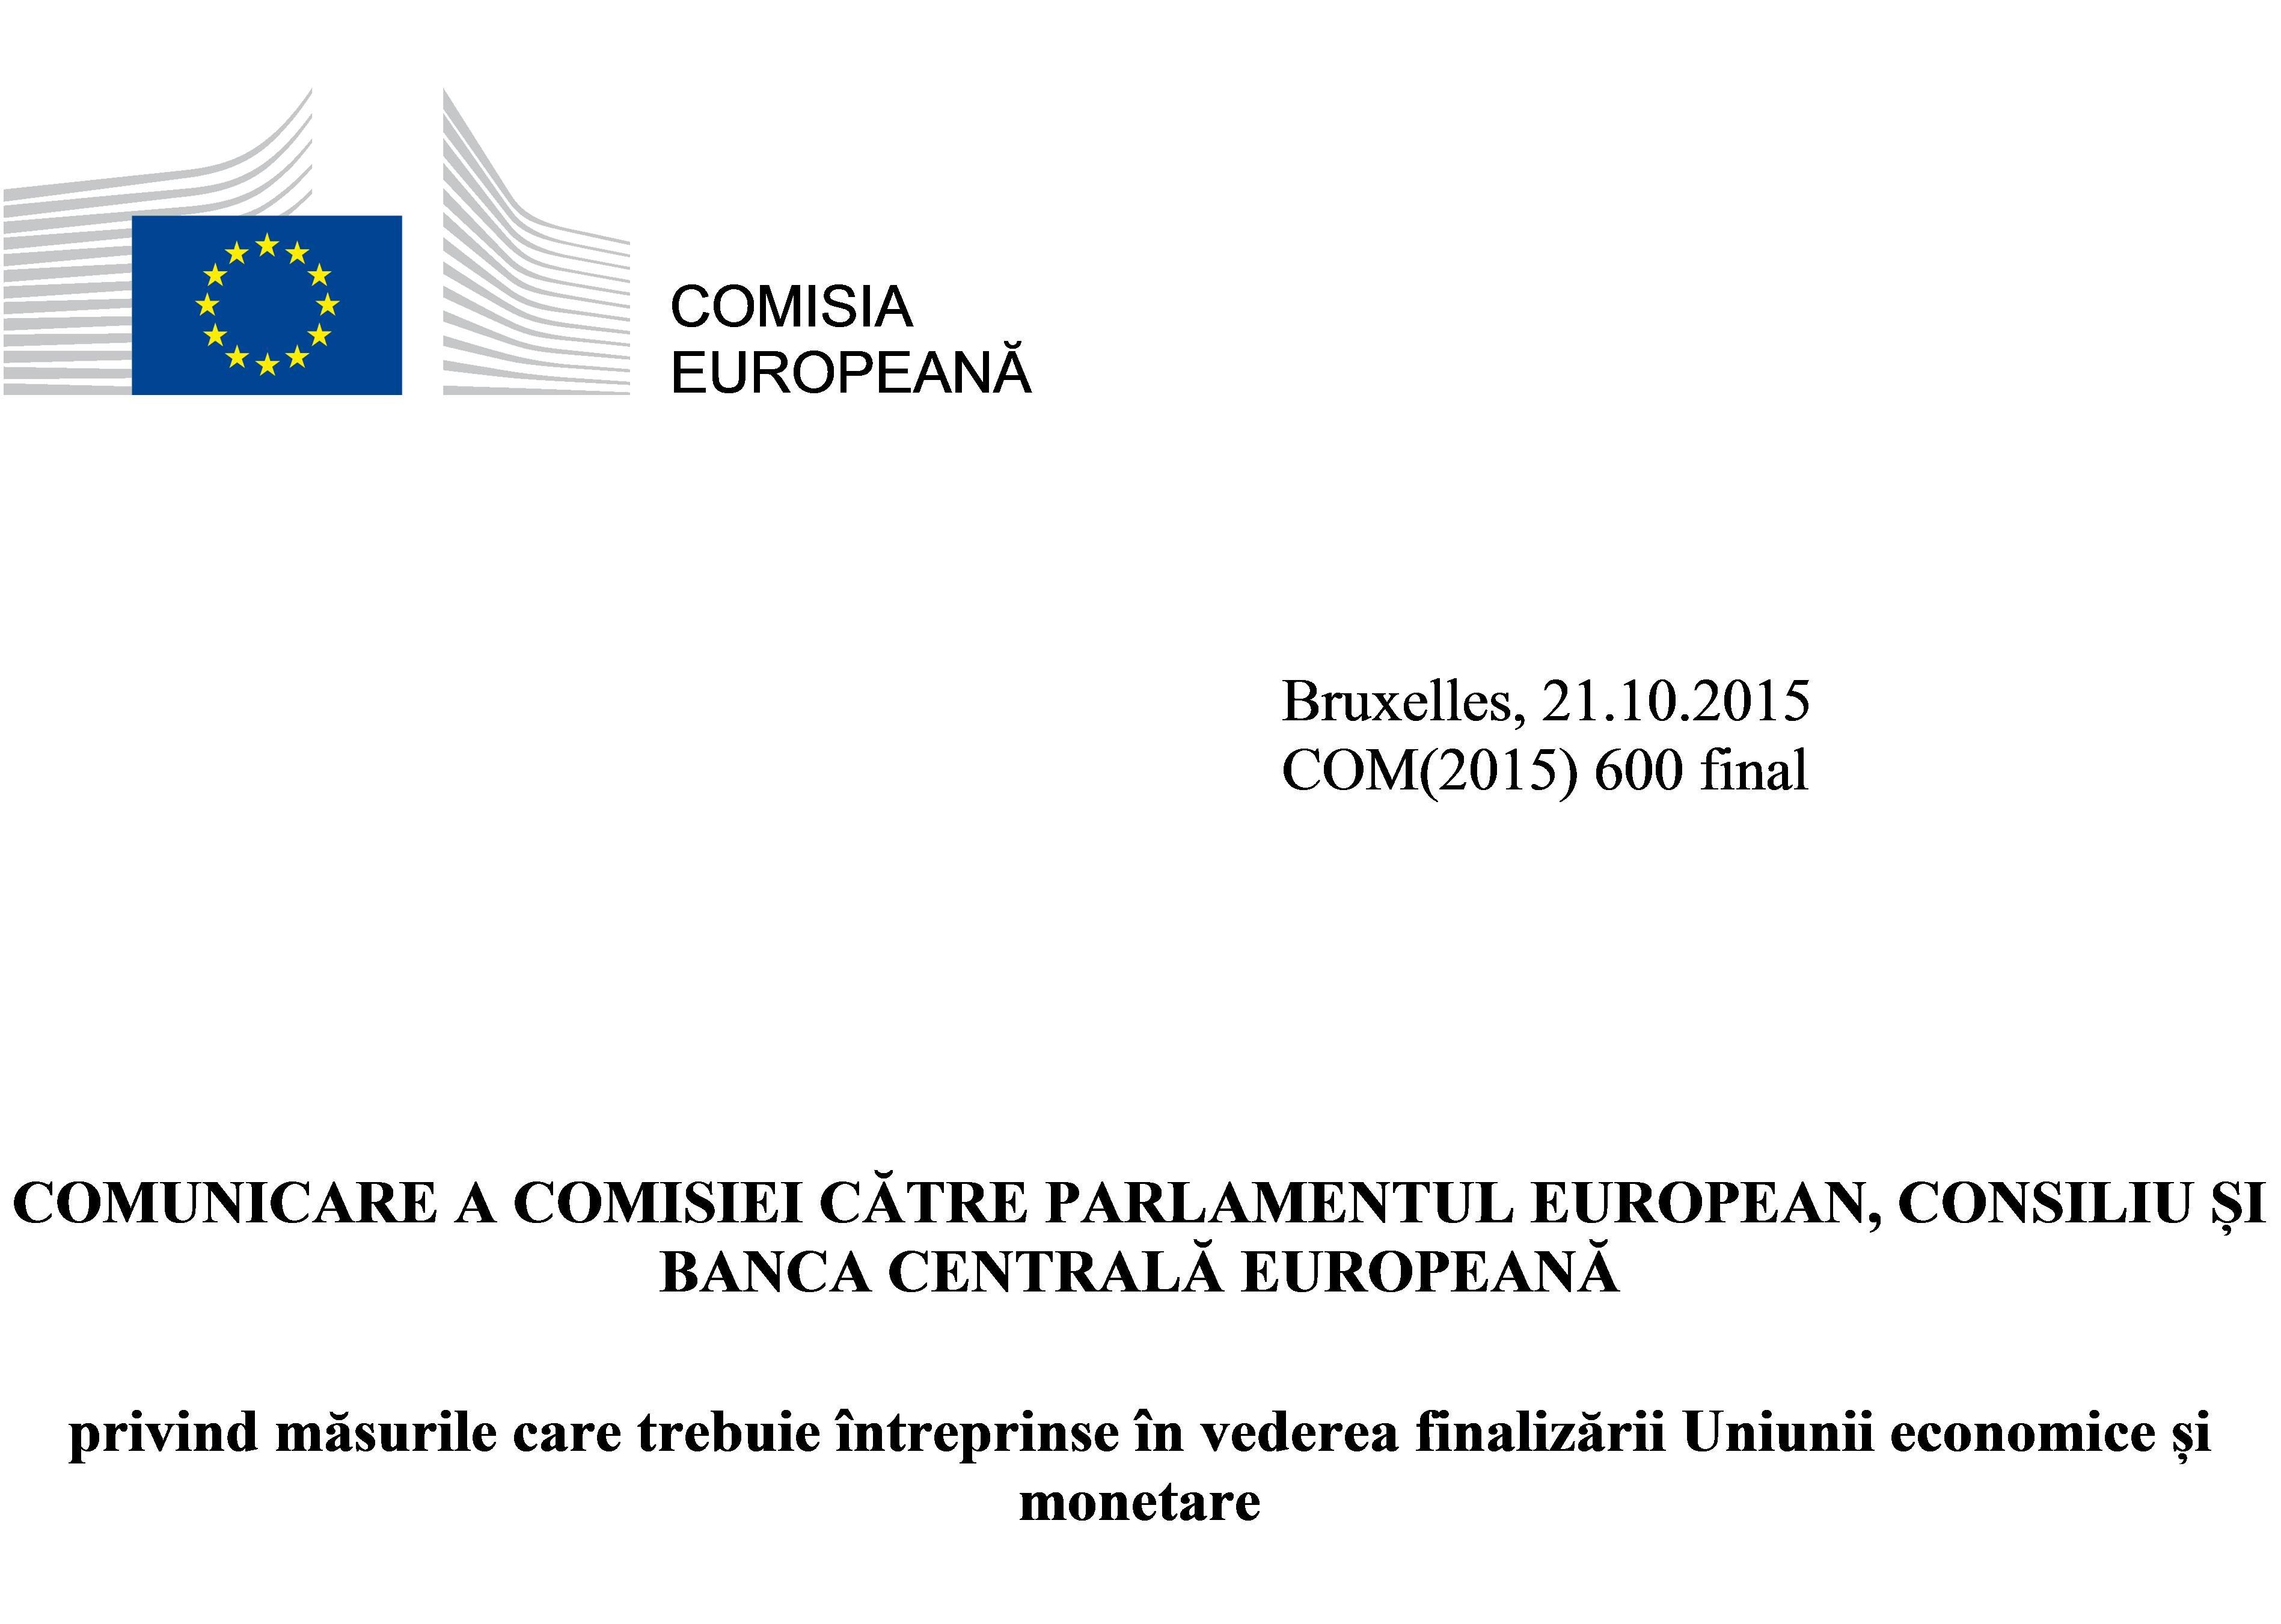 COMISIA
EUROPEANĂ
Bruxelles, 21.10.2015
COM(2015) 600 final
COMUNICARE A COMISIEI CĂTRE PARLAMENTUL EUROPEAN, CONSILIU ȘI
BANCA CENTRALĂ EUROPEANĂ
privind măsurile care trebuie întreprinse în vederea finalizării Uniunii economice și
monetare